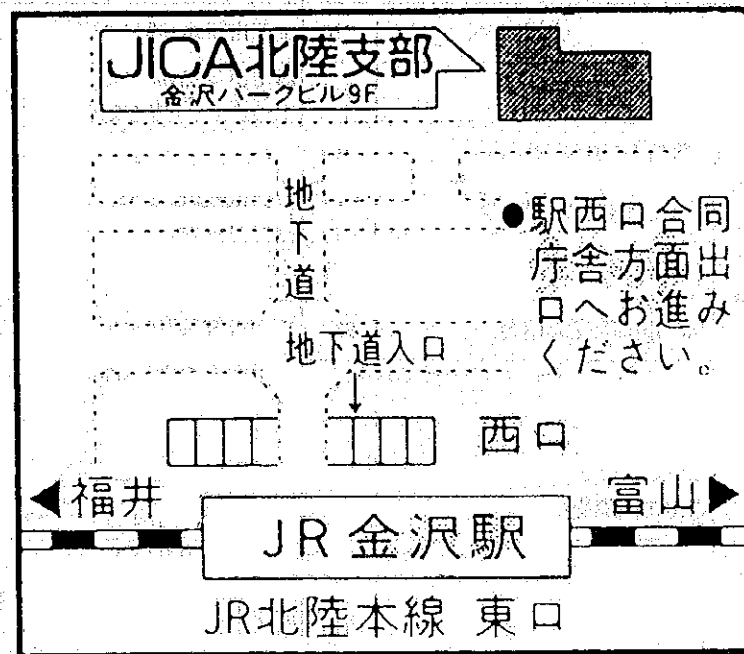 JICA北陸支部
金沢パークビル9F
地下道
●駅西口合同
庁舎方面出
口へお進み
ください。
地下道入口
西口
◀福井
富山▶
JR金沢駅
JR北陸本線 東口